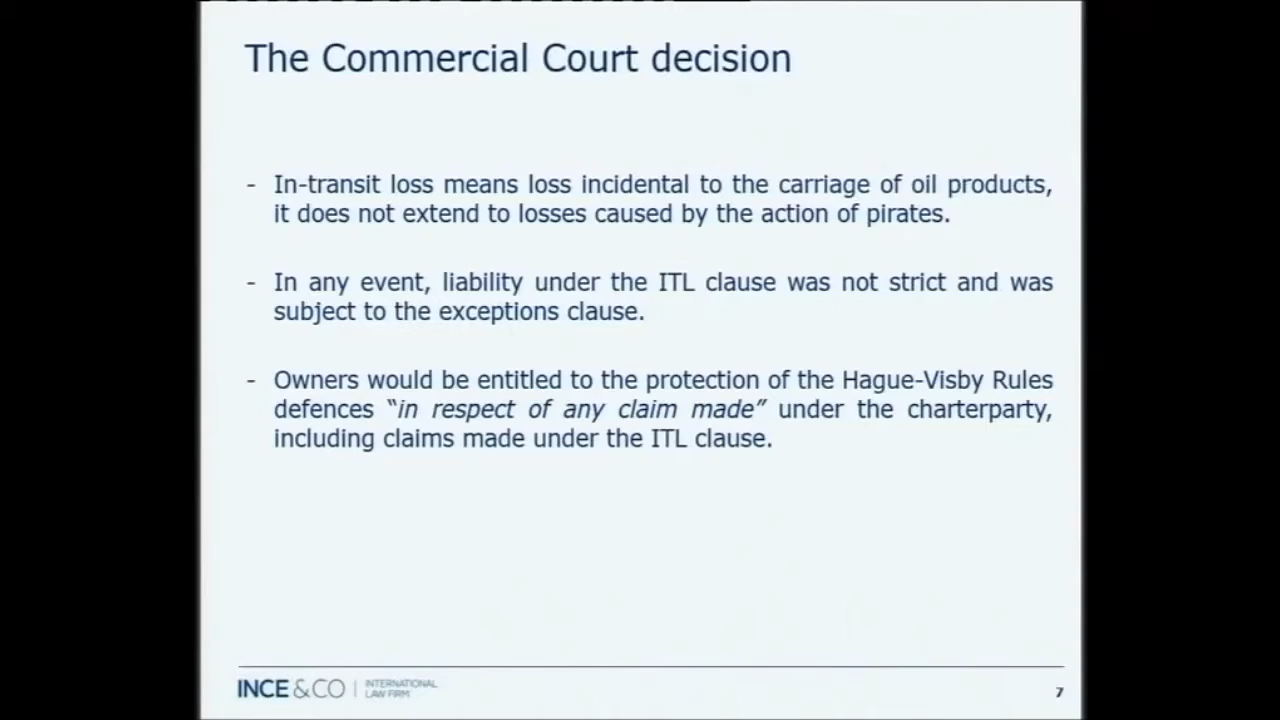 The Commercial Court decision
- In-transit loss means loss incidental to the carriage of oil products,
it does not extend to losses caused by the action of pirates.
- In any event, liability under the ITL clause was not strict and was
subject to the exceptions clause.
- Owners would be entitled to the protection of the Hague-Visby Rules
defences “in respect of any claim made” under the charterparty,
including claims made under the ITL clause.
INCE & CO | INTERNATIONAL
LAW FIRM
7